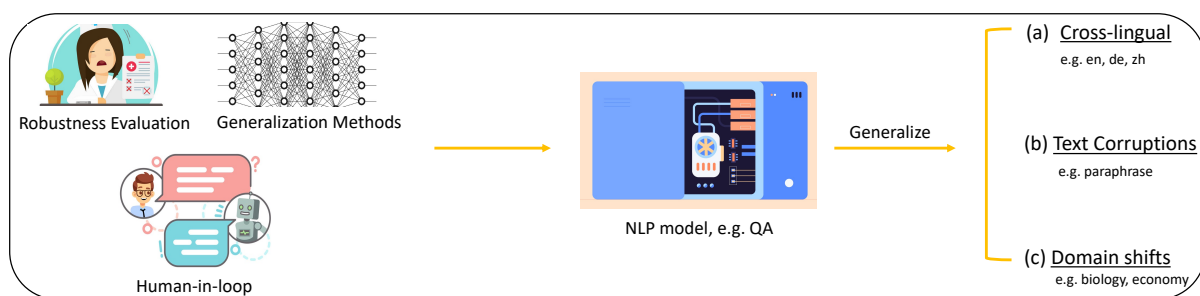 Robustness Evaluation
Generalization Methods
Human-in-loop
NLP model, e.g. QA
Generalize
(a) Cross-lingual
e.g. en, de, zh
(b) Text Corruptions
e.g. paraphrase
(c) Domain shifts
e.g. biology, economy